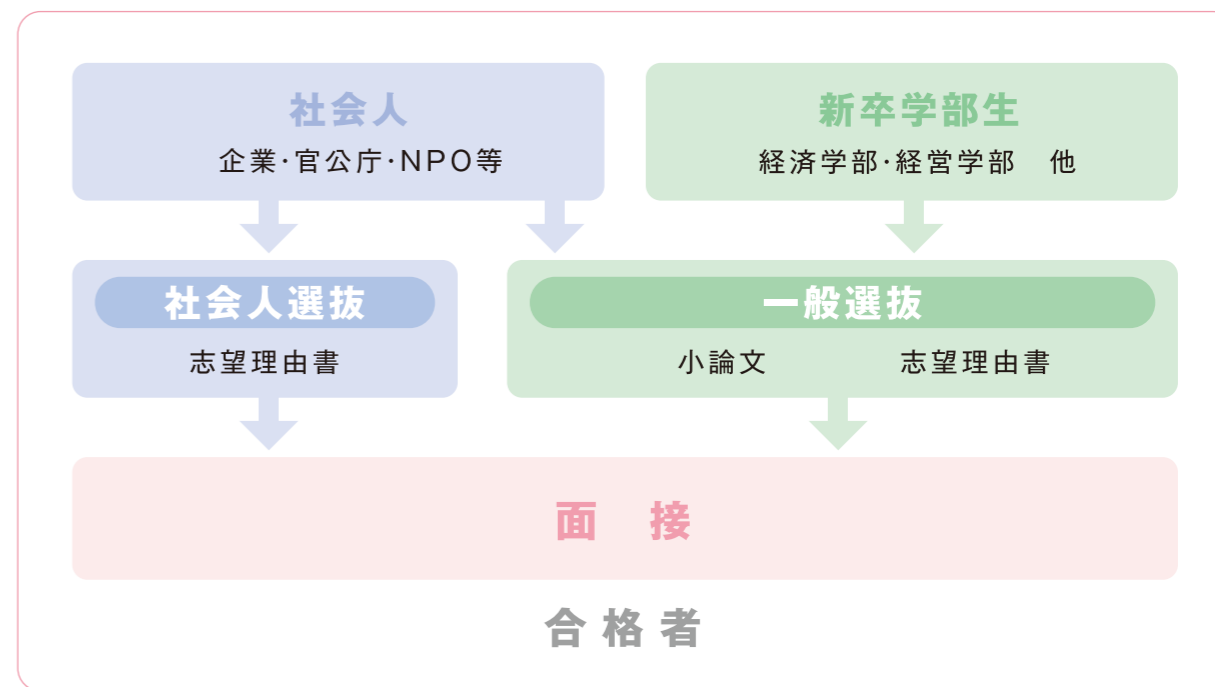 社会人
企業・官公庁・NPO等
新卒学部生
経済学部・経営学部　他
社会人選抜
志望理由書
一般選抜
小論文　志望理由書
面　接
合格者